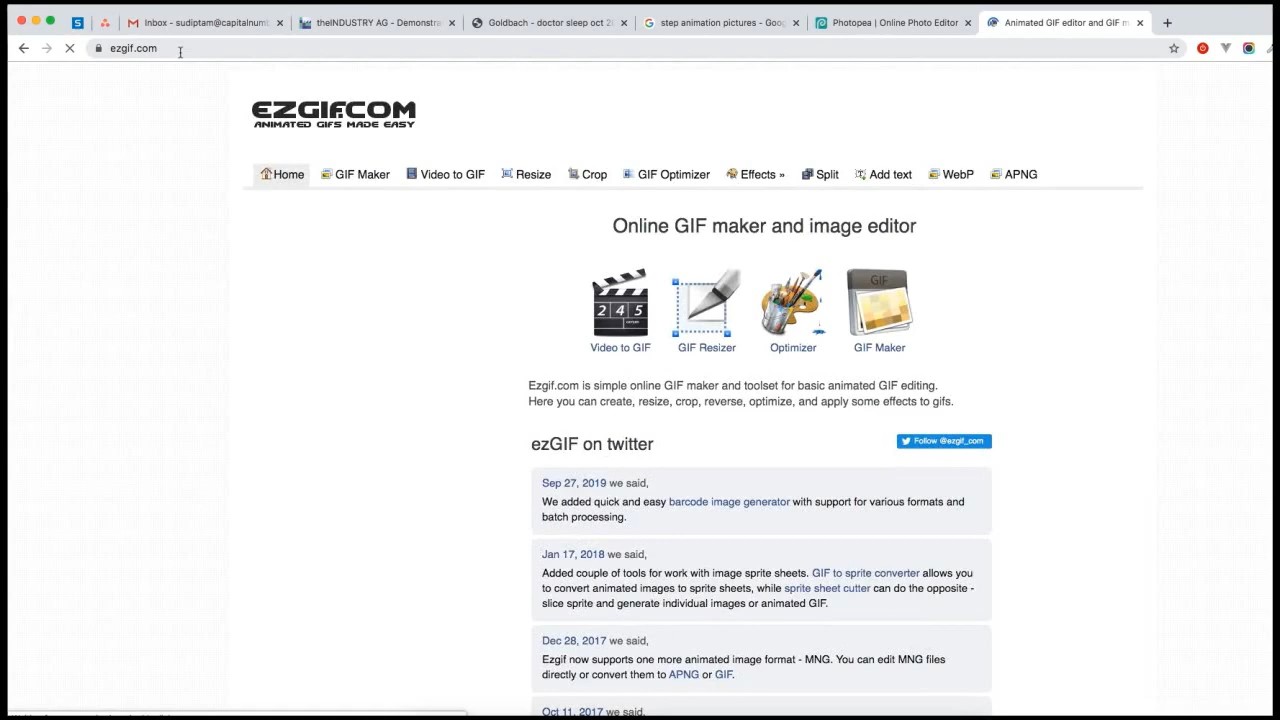 Inbox - sudiptam@capitalnumb
theINDUSTRY AG - Demonstra
Goldbach - doctor sleep oct 2
step animation pictures - Goog
Photopea | Online Photo Editor
Animated GIF editor and GIF m
ezgif.com
EZGIF.COM
ANIMATED GIFS MADE EASY
Home GIF Maker Video to GIF Resize Crop GIF Optimizer Effects » Split Add text WebP APNG
Online GIF maker and image editor
2 4 5
GIF
Video to GIF GIF Resizer Optimizer GIF Maker
Ezgif.com is simple online GIF maker and toolset for basic animated GIF editing.
Here you can create, resize, crop, reverse, optimize, and apply some effects to gifs.
ezGIF on twitter
Follow @ezgif_com
Sep 27, 2019 we said,
We added quick and easy barcode image generator with support for various formats and
batch processing.
Jan 17, 2018 we said,
Added couple of tools for work with image sprite sheets. GIF to sprite converter allows you
to convert animated images to sprite sheets, while sprite sheet cutter can do the opposite -
slice sprite and generate individual images or animated GIF.
Dec 28, 2017 we said,
Ezgif now supports one more animated image format - MNG. You can edit MNG files
directly or convert them to APNG or GIF.
Oct 11, 2017 we said,